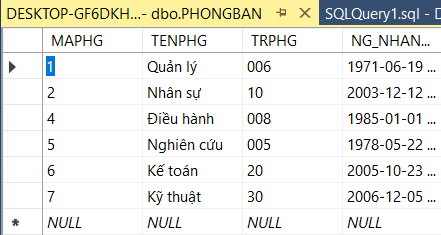 DESKTOP-GF6DKH...- dbo.PHONGBAN SQLQuery1.sql - DE
MAPHG TENPHG TRPHG NG_NHAN...
1 Quản lý 006 1971-06-19 ...
2 Nhân sự 10 2003-12-12 ...
4 Điều hành 008 1985-01-01 ...
5 Nghiên cứu 005 1978-05-22 ...
6 Kế toán 20 2005-10-23 ...
7 Kỹ thuật 30 2006-12-05 ...
NULL NULL NULL NULL